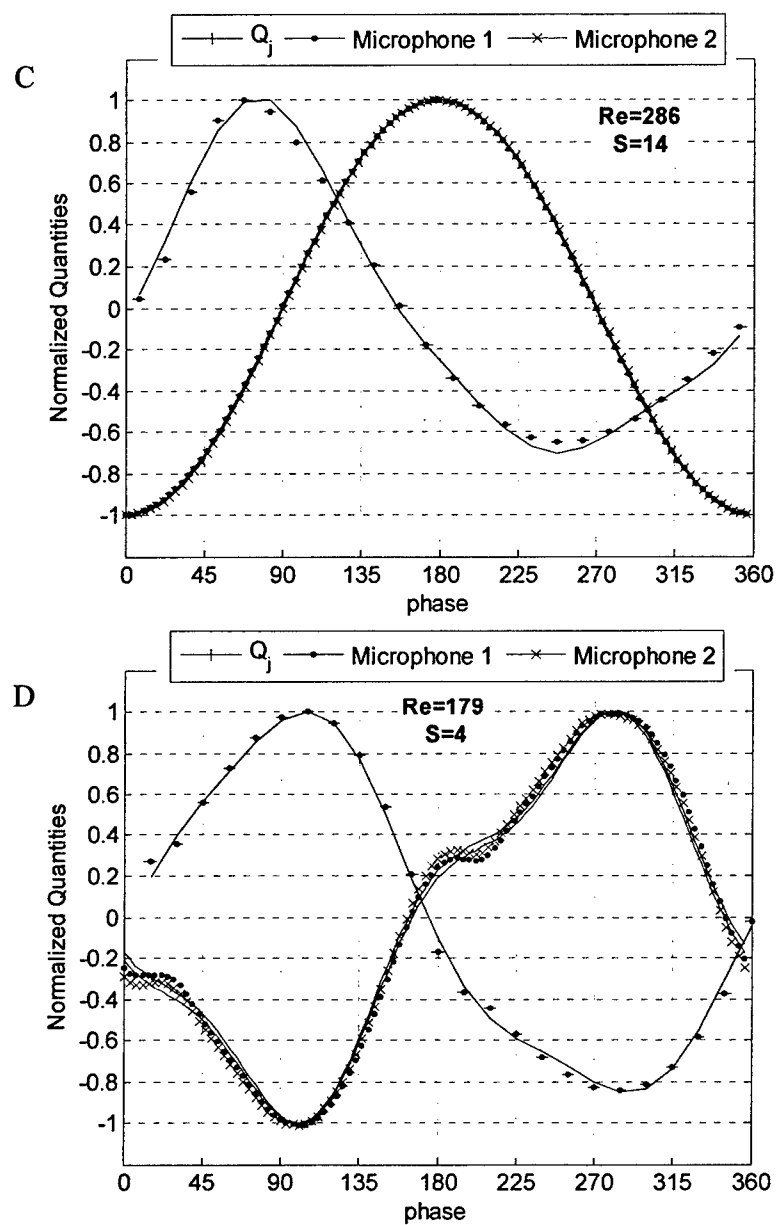 C
Qj Microphone 1 Microphone 2
Re=286
S=14
Normalized Quantities
1
0.8
0.6
0.4
0.2
0
-0.2
-0.4
-0.6
-0.8
-1
0 45 90 135 180 225 270 315 360
phase
D
Qj Microphone 1 Microphone 2
Re=179
S=4
Normalized Quantities
1
0.8
0.6
0.4
0.2
0
-0.2
-0.4
-0.6
-0.8
-1
0 45 90 135 180 225 270 315 360
phase